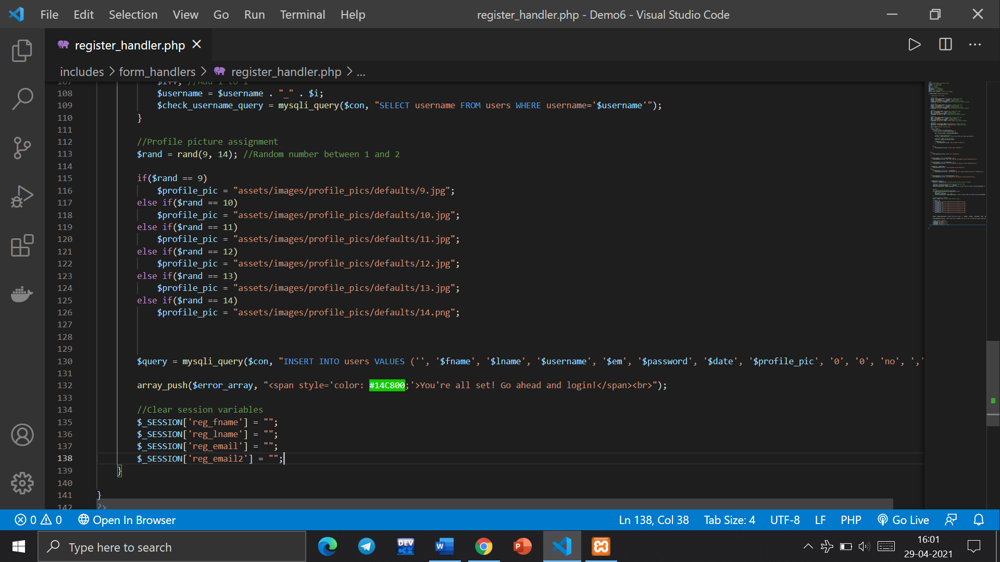 File Edit Selection View Go Run Terminal Help
register_handler.php - Demo6 - Visual Studio Code
register_handler.php
includes > form_handlers > register_handler.php > ...
107 $i++; //Add 1 to i
108 $username = $username . "_" . $i;
109 $check_username_query = mysqli_query($con, "SELECT username FROM users WHERE username='$username'");
110 }
111
112 //Profile picture assignment
113 $rand = rand(9, 14); //Random number between 1 and 2
114
115 if($rand == 9)
116 $profile_pic = "assets/images/profile_pics/defaults/9.jpg";
117 else if($rand == 10)
118 $profile_pic = "assets/images/profile_pics/defaults/10.jpg";
119 else if($rand == 11)
120 $profile_pic = "assets/images/profile_pics/defaults/11.jpg";
121 else if($rand == 12)
122 $profile_pic = "assets/images/profile_pics/defaults/12.jpg";
123 else if($rand == 13)
124 $profile_pic = "assets/images/profile_pics/defaults/13.jpg";
125 else if($rand == 14)
126 $profile_pic = "assets/images/profile_pics/defaults/14.png";
127
128
129
130 $query = mysqli_query($con, "INSERT INTO users VALUES ('', '$fname', '$lname', '$username', '$em', '$password', '$date', '$profile_pic', '0', '0', 'no', ','
131
132 array_push($error_array, "<span style='color: #14C800;'>You're all set! Go ahead and login!</span><br>");
133
134 //Clear session variables
135 $_SESSION['reg_fname'] = "";
136 $_SESSION['reg_lname'] = "";
137 $_SESSION['reg_email'] = "";
138 $_SESSION['reg_email2'] = "";
139 }
140
141 }
142 ?>
0 0 Open In Browser
Ln 138, Col 38 Tab Size: 4 UTF-8 LF PHP Go Live
Type here to search
DEV C++
W
P
16:01
29-04-2021